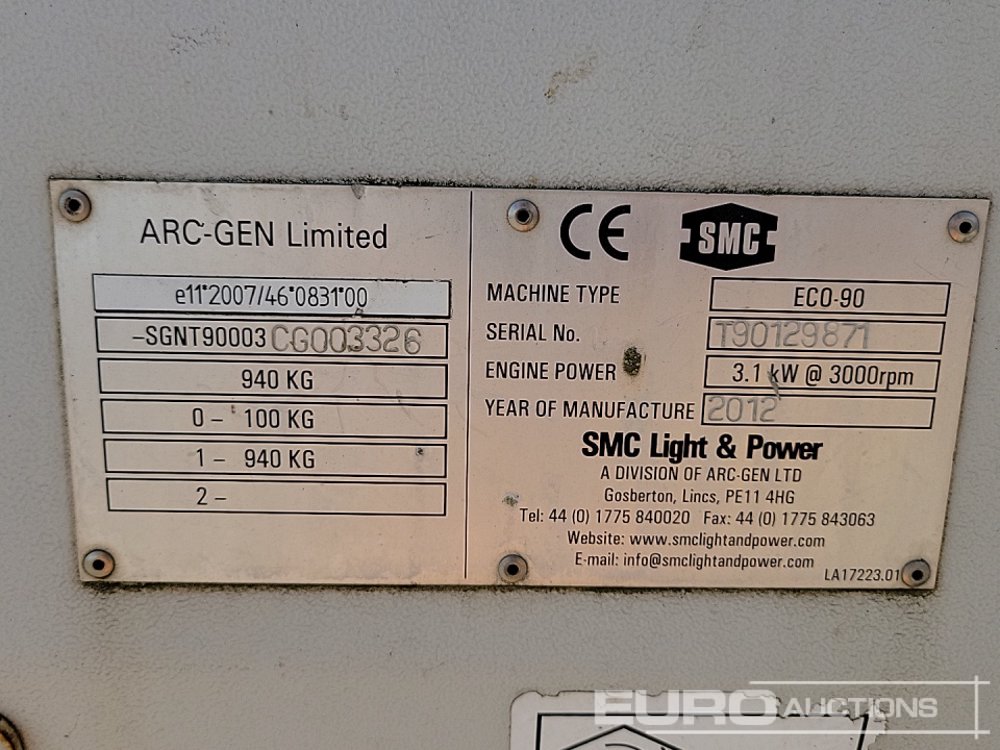 ARC-GEN Limited
e11*2007/46*0831*00
-SGNT90003CG003326
940 KG
0 - 100 KG
1 - 940 KG
2 -
CE SMC
MACHINE TYPE ECO-90
SERIAL No. T90129871
ENGINE POWER 3.1 kW @ 3000rpm
YEAR OF MANUFACTURE 2012
SMC Light & Power
A DIVISION OF ARC-GEN LTD
Gosberton, Lincs, PE11 4HG
Tel: 44 (0) 1775 840020 Fax: 44 (0) 1775 843063
Website: www.smclightandpower.com
E-mail: info@smclightandpower.com
LA17223.01
EURO AUCTIONS